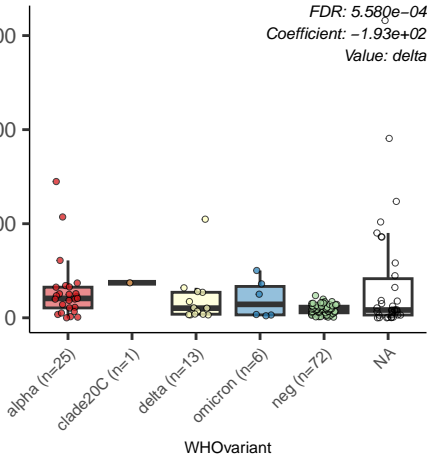 FDR: 5.580e−04
Coefficient: −1.93e+02
Value: delta
00
00
00
0
alpha (n=25)
clade20C (n=1)
delta (n=13)
omicron (n=6)
neg (n=72)
NA
WHOvariant